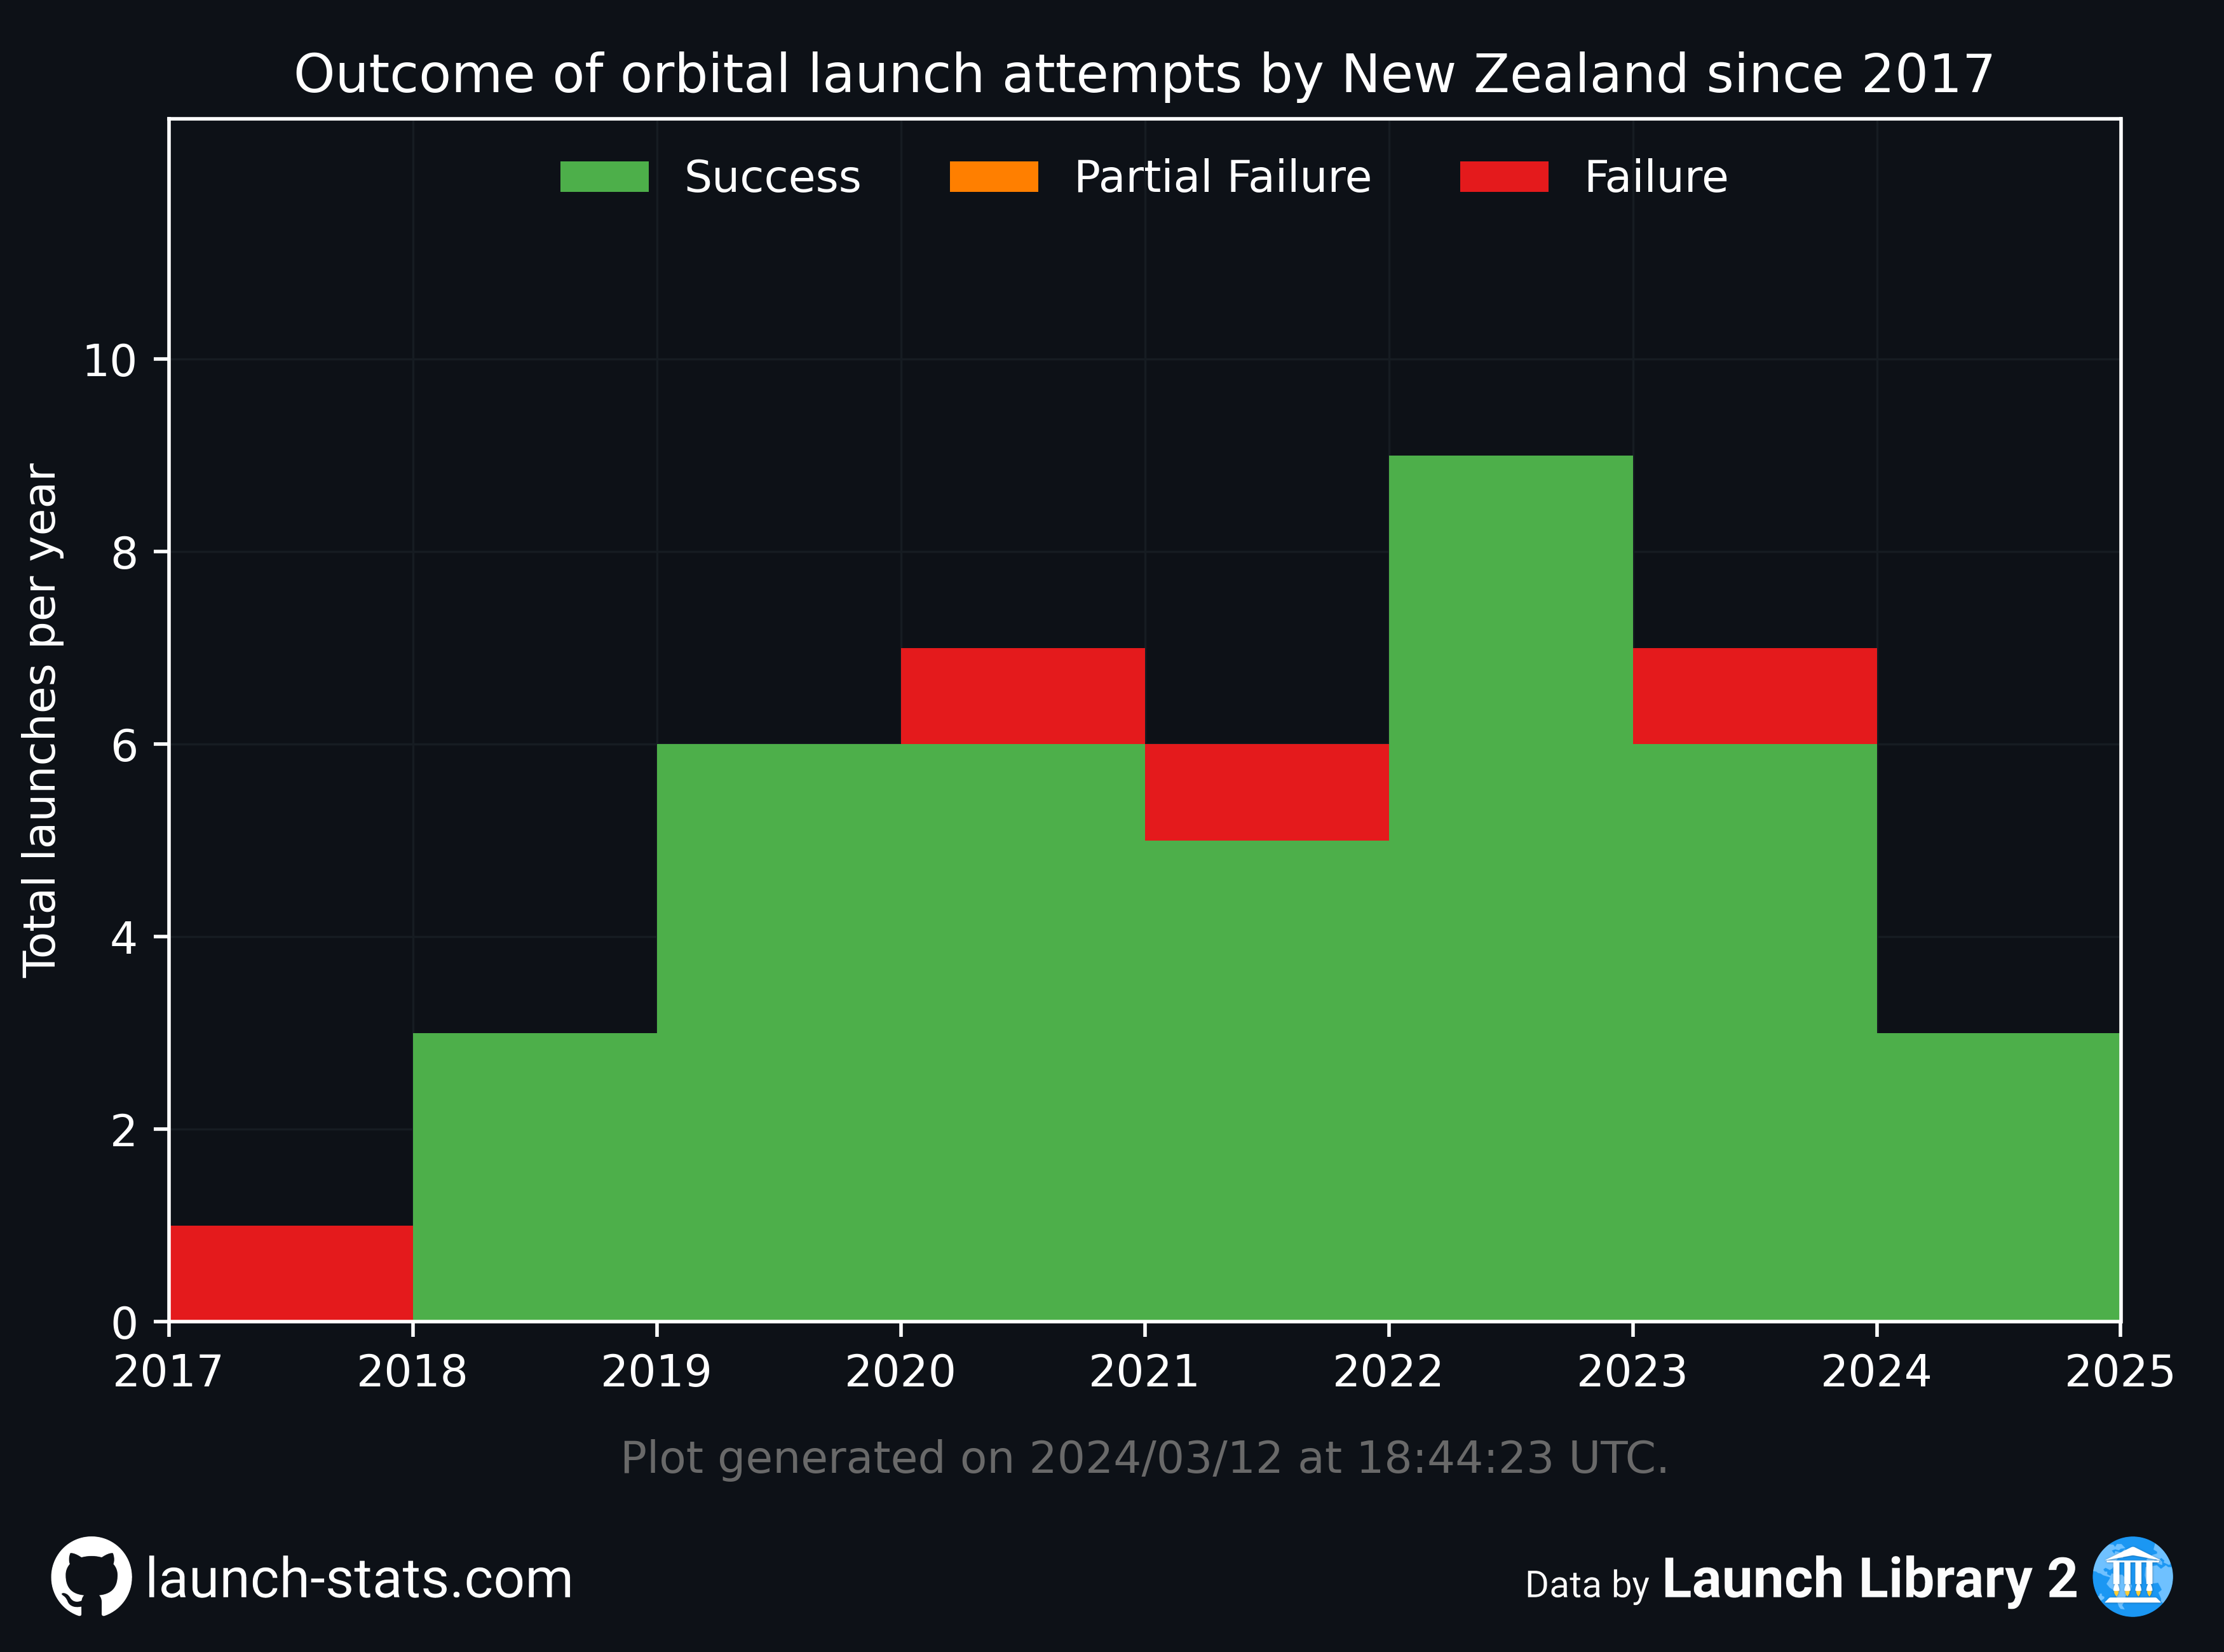 Outcome of orbital launch attempts by New Zealand since 2017
Success
Partial Failure
Failure
Total launches per year
10
8
6
4
2
0
2017 2018 2019 2020 2021 2022 2023 2024 2025
Plot generated on 2024/03/12 at 18:44:23 UTC.
launch-stats.com
Data by Launch Library 2